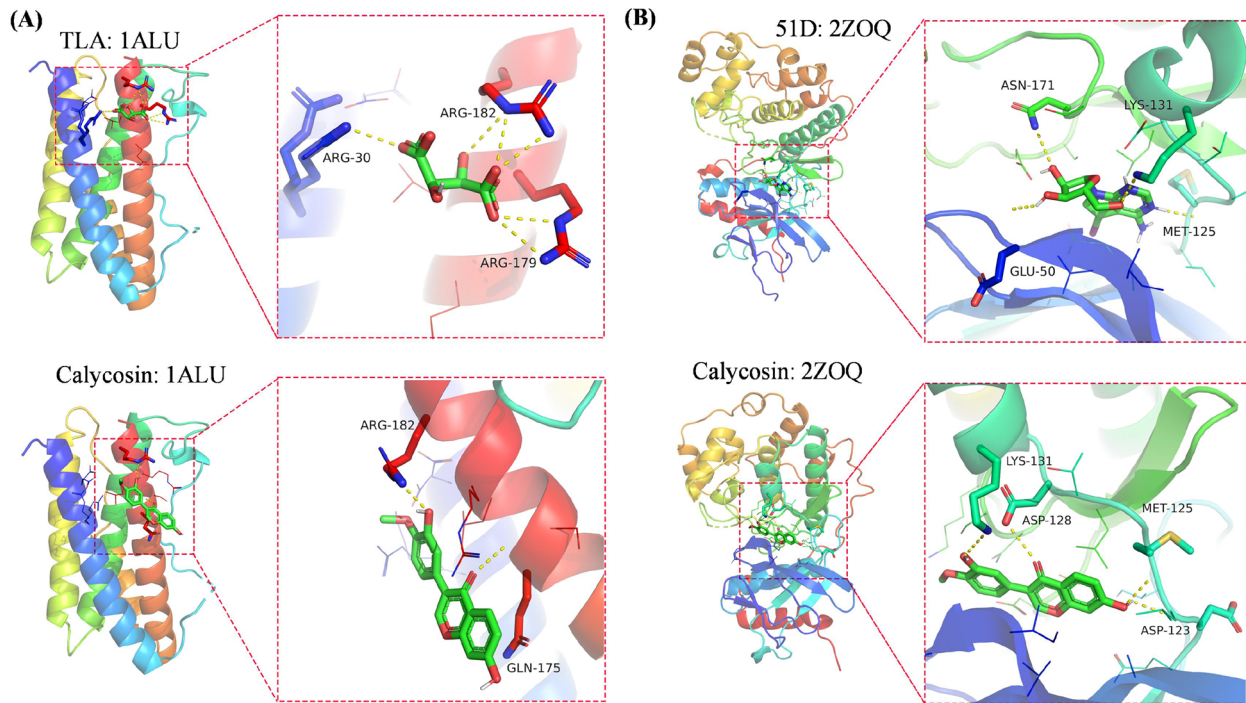 (A)
TLA: 1ALU
ARG-182
ARG-30
ARG-179
Calycosin: 1ALU
ARG-182
GLN-175
(B)
51D: 2ZOQ
ASN-171
LYS-131
MET-125
GLU-50
Calycosin: 2ZOQ
LYS-131
MET-125
ASP-128
ASP-123